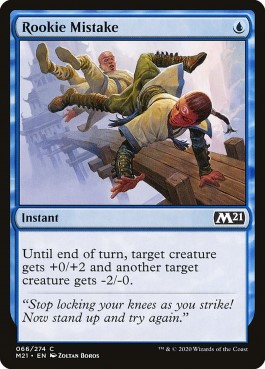 Rookie Mistake
Instant
M21
Until end of turn, target creature
gets +0/+2 and another target
creature gets -2/-0.
“Stop locking your knees as you strike!
Now stand up and try again.”
066/274 C
M21 • EN Zoltan Boros
™ & © 2020 Wizards of the Coast